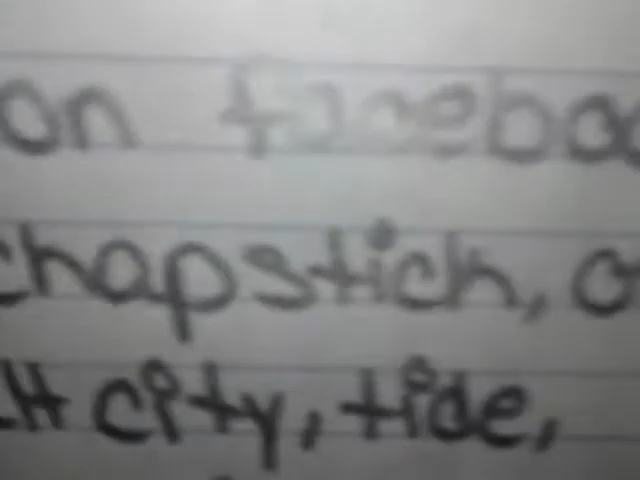 on faceboo
chapstick, o
H city, tide,